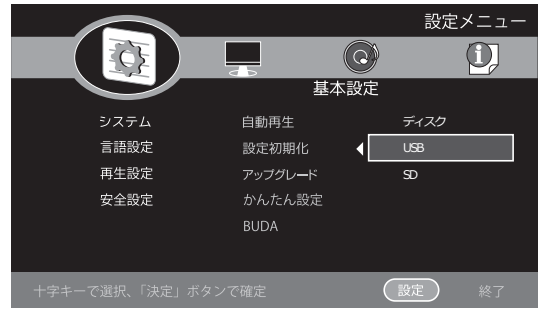 設定メニュー
基本設定
システム
言語設定
再生設定
安全設定
自動再生
設定初期化
アップグレード
かんたん設定
BUDA
ディスク
USB
SD
十字キーで選択、「決定」ボタンで確定
設定
終了